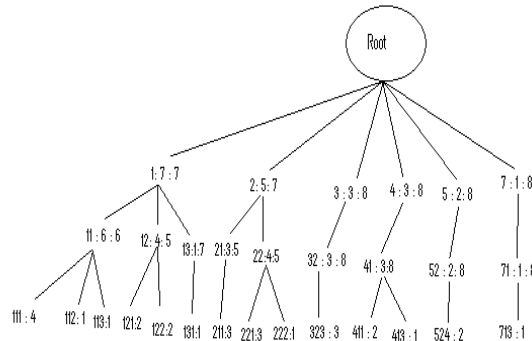 Root
1: 7 : 7
2: 5: 7
3 : 3 : 8
4 : 3: 8
5 : 2: 8
7 : 1 : 8
11 : 6 : 6
12: 4: 5
13:1:7
21:3:5
22:4:5
32 : 3 : 8
41 : 3:8
52 : 2: 8
71 : 1 : 8
111 : 4
112: 1
113:1
121:2
122:2
131:1
211:3
221:3
222:1
323 : 3
411 : 2
413 : 1
524 : 2
713 : 1